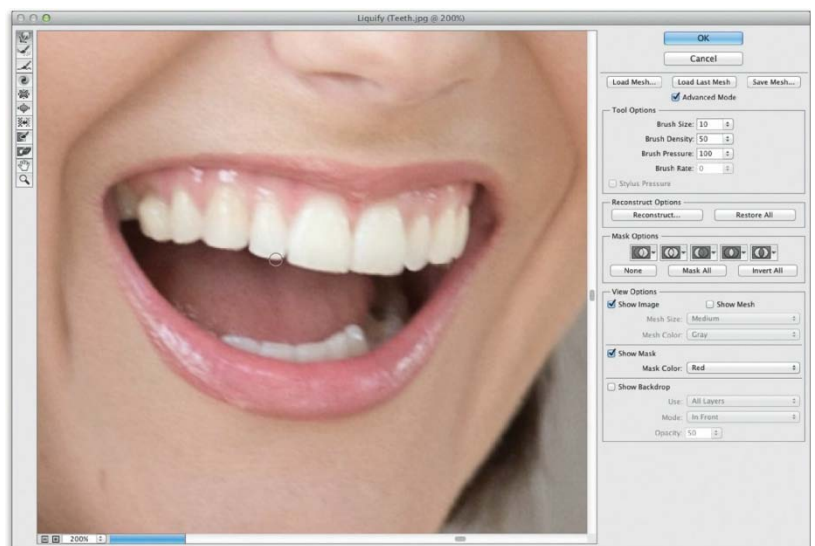 Liquify (Teeth.jpg @ 200%)
OK
Cancel
Load Mesh...
Load Last Mesh
Save Mesh...
Advanced Mode
Tool Options
Brush Size: 10
Brush Density: 50
Brush Pressure: 100
Brush Rate: 0
Stylus Pressure
Reconstruct Options
Reconstruct...
Restore All
Mask Options
None
Mask All
Invert All
View Options
Show Image
Show Mesh
Mesh Size: Medium
Mesh Color: Gray
Show Mask
Mask Color: Red
Show Backdrop
Use: All Layers
Mode: In Front
Opacity: 50
200%